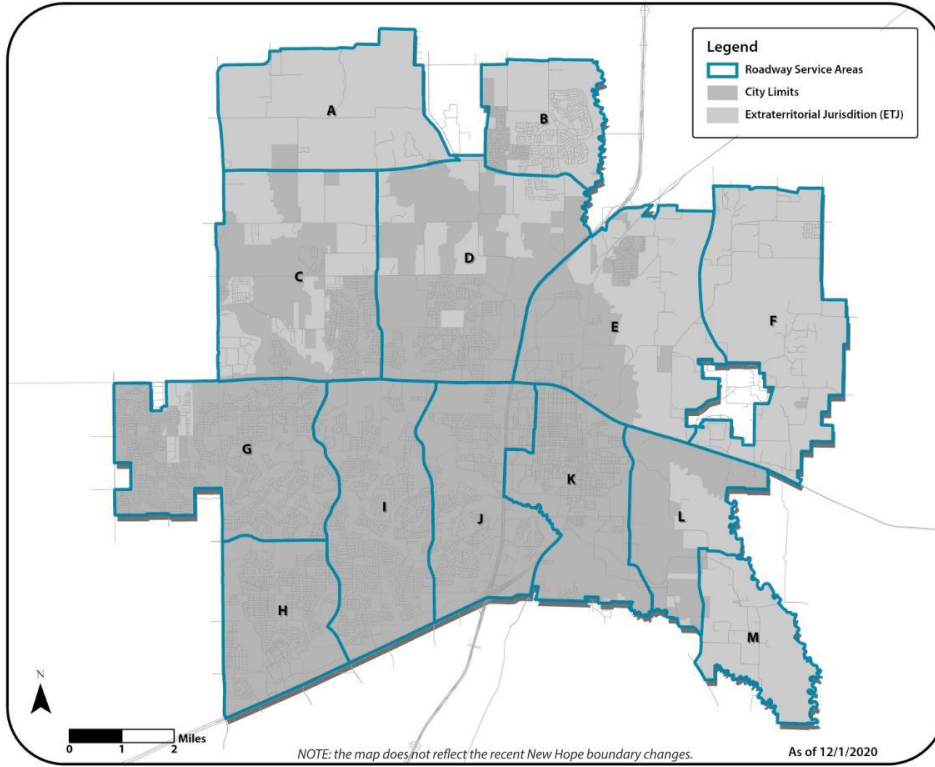 Legend
Roadway Service Areas
City Limits
Extraterritorial Jurisdition (ETJ)
A
B
C
D
E
F
G
H
I
J
K
L
M
N
0 1 2 Miles
NOTE: the map does not reflect the recent New Hope boundary changes.
As of 12/1/2020